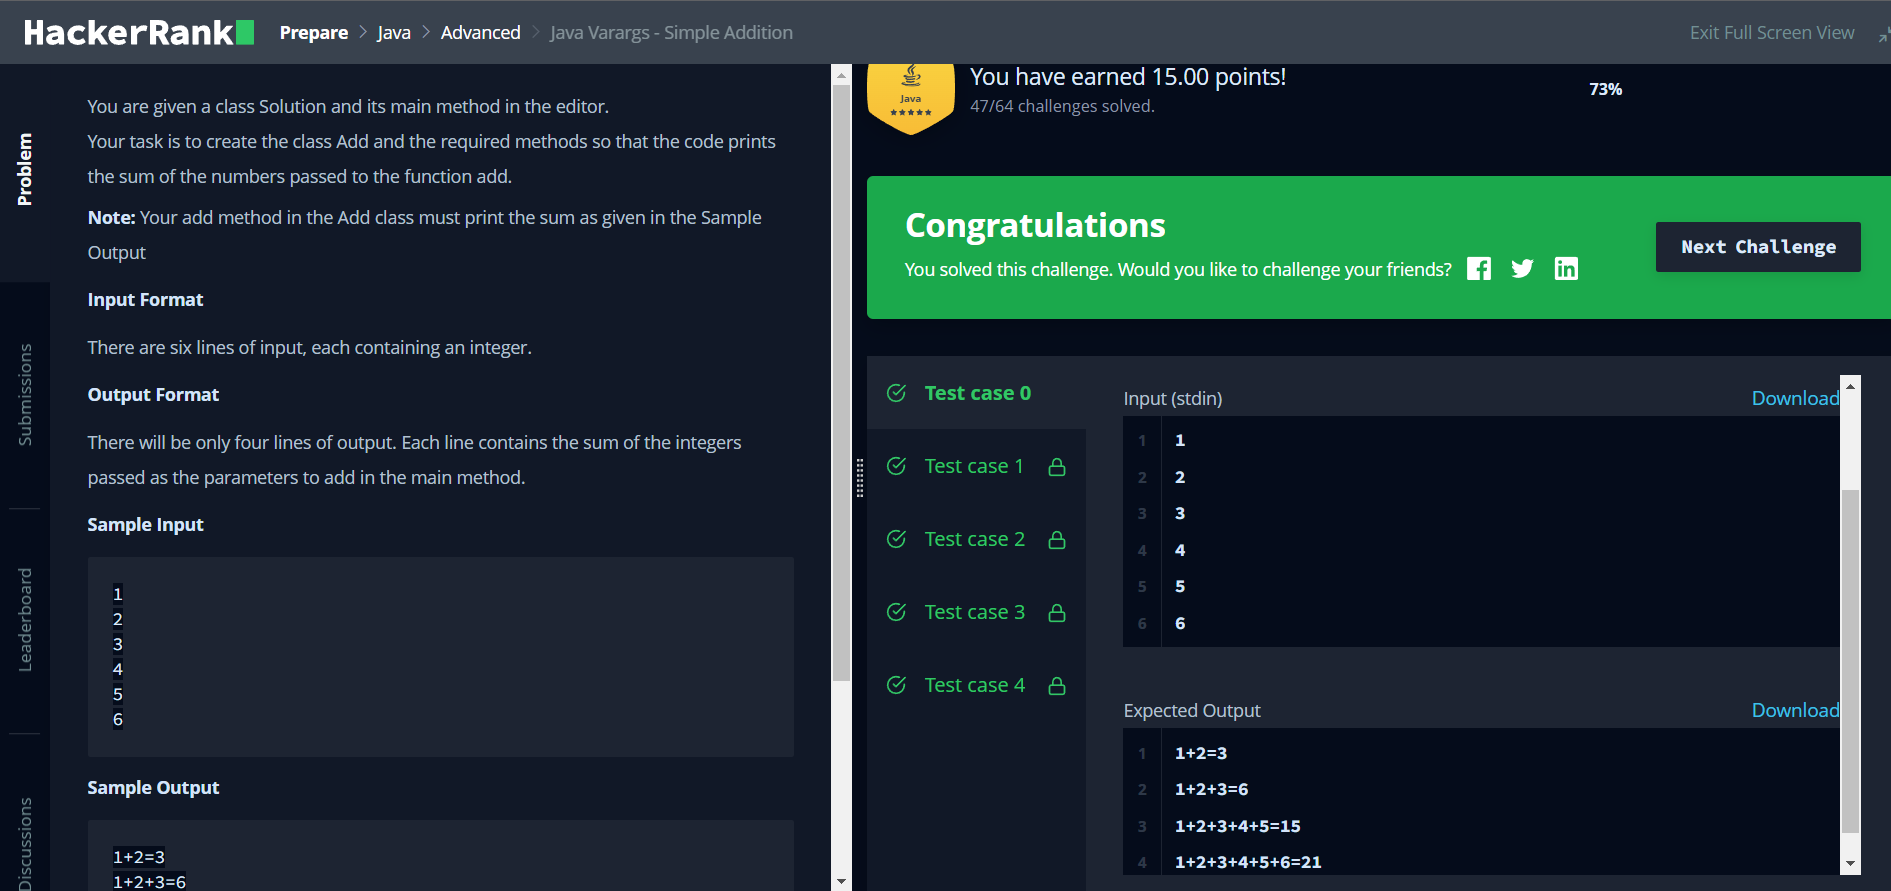 HackerRank
Prepare > Java > Advanced > Java Varargs - Simple Addition
Exit Full Screen View
Problem
Submissions
Leaderboard
Discussions
You are given a class Solution and its main method in the editor.
Your task is to create the class Add and the required methods so that the code prints
the sum of the numbers passed to the function add.
Note: Your add method in the Add class must print the sum as given in the Sample
Output
Input Format
There are six lines of input, each containing an integer.
Output Format
There will be only four lines of output. Each line contains the sum of the integers
passed as the parameters to add in the main method.
Sample Input
1
2
3
4
5
6
Sample Output
1+2=3
1+2+3=6
Java
You have earned 15.00 points!
47/64 challenges solved.
73%
Congratulations
You solved this challenge. Would you like to challenge your friends?
Next Challenge
Test case 0
Test case 1
Test case 2
Test case 3
Test case 4
Input (stdin)
Download
1 1
2 2
3 3
4 4
5 5
6 6
Expected Output
Download
1 1+2=3
2 1+2+3=6
3 1+2+3+4+5=15
4 1+2+3+4+5+6=21